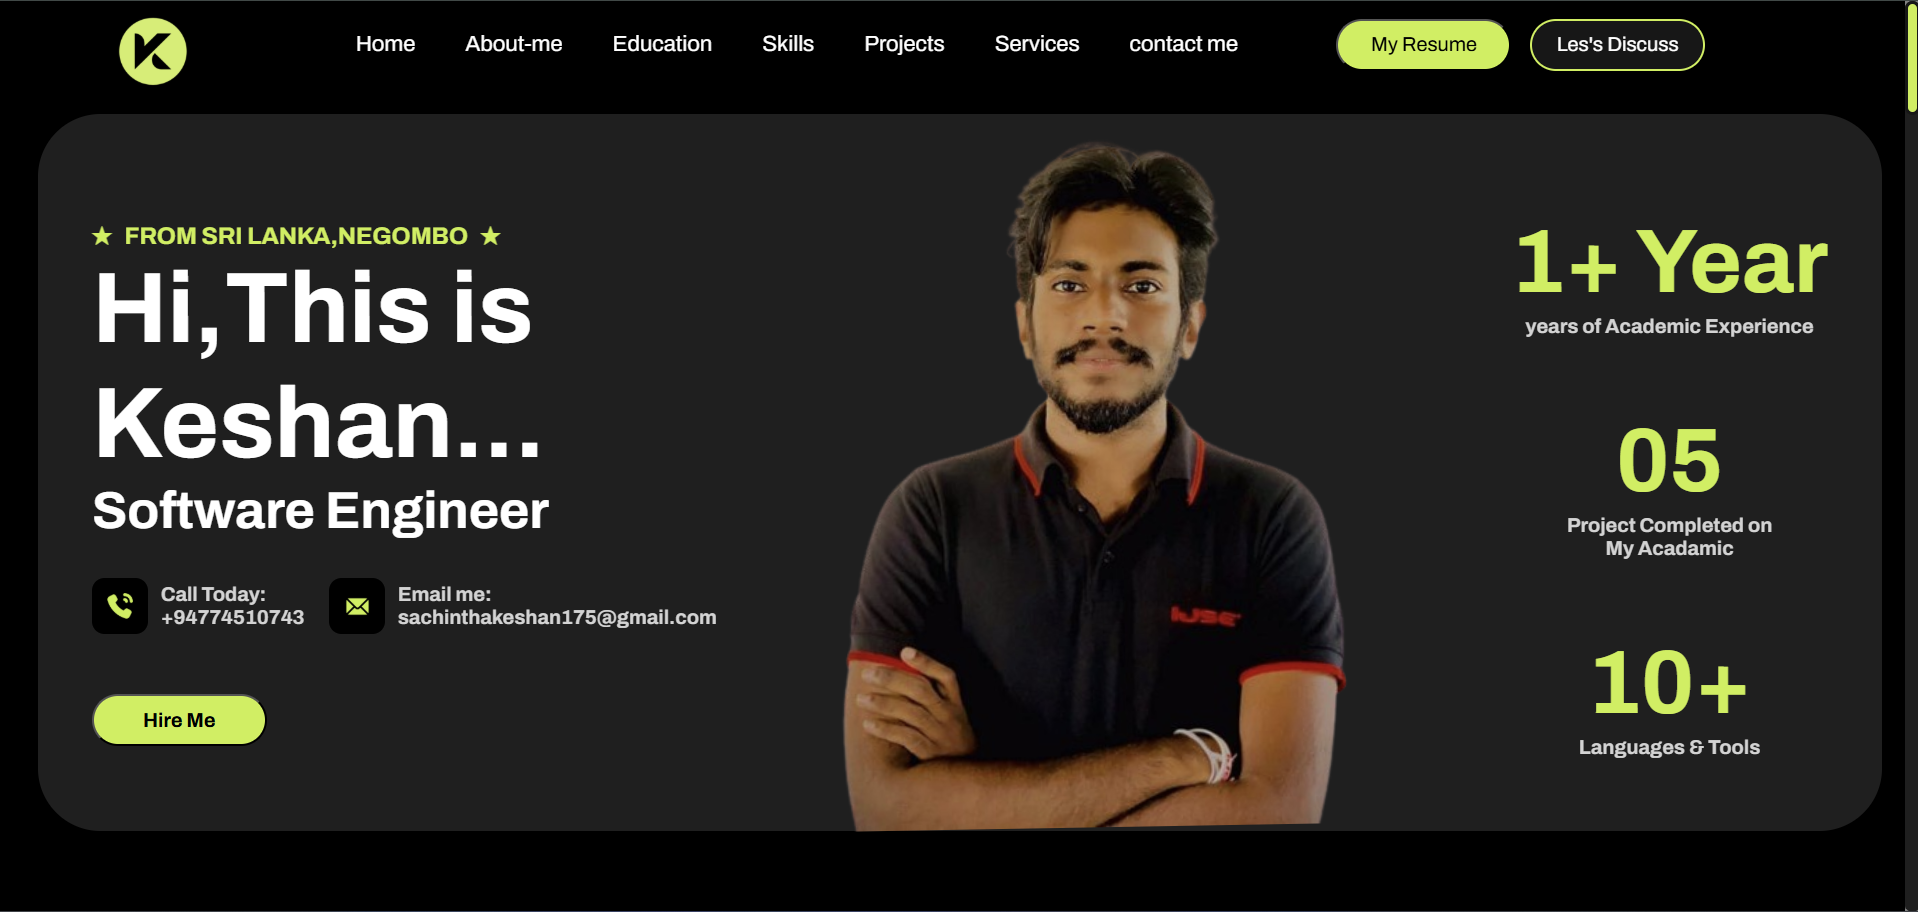 Home
About-me
Education
Skills
Projects
Services
contact me
My Resume
Les's Discuss
★ FROM SRI LANKA,NEGOMBO ★
Hi,This is
Keshan...
Software Engineer
Call Today:
+94774510743
Email me:
sachinthakeshan175@gmail.com
Hire Me
1+ Year
years of Academic Experience
05
Project Completed on
My Acadamic
10+
Languages & Tools